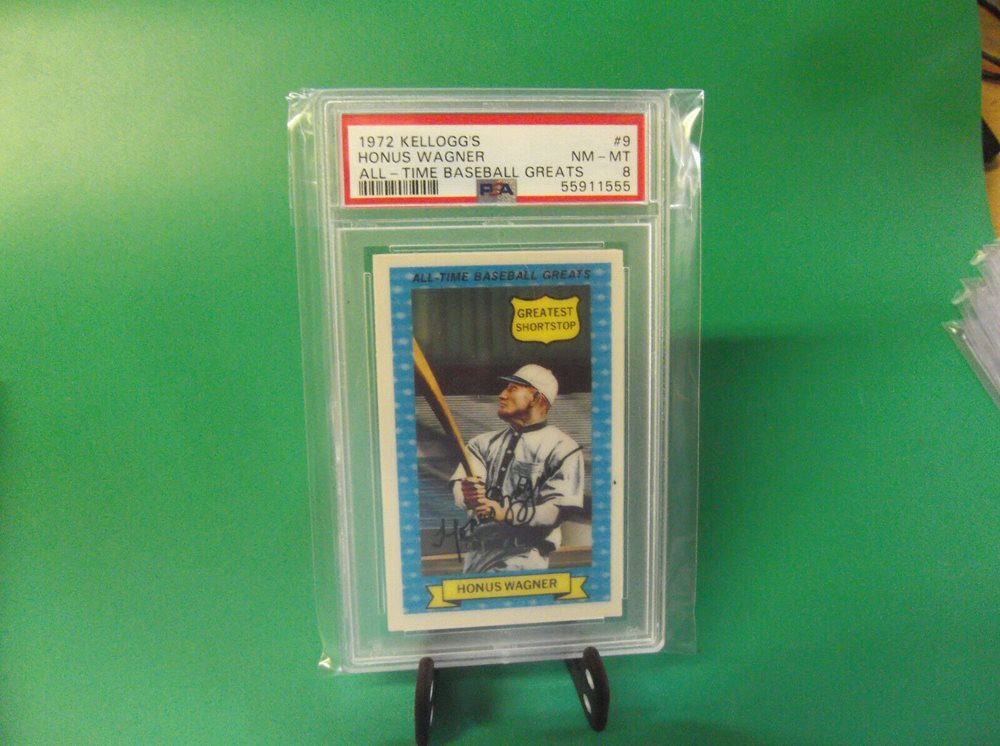 1972 KELLOGG'S #9
HONUS WAGNER NM - MT
ALL - TIME BASEBALL GREATS 8
PSA 55911555
ALL-TIME BASEBALL GREATS
GREATEST
SHORTSTOP
HONUS WAGNER